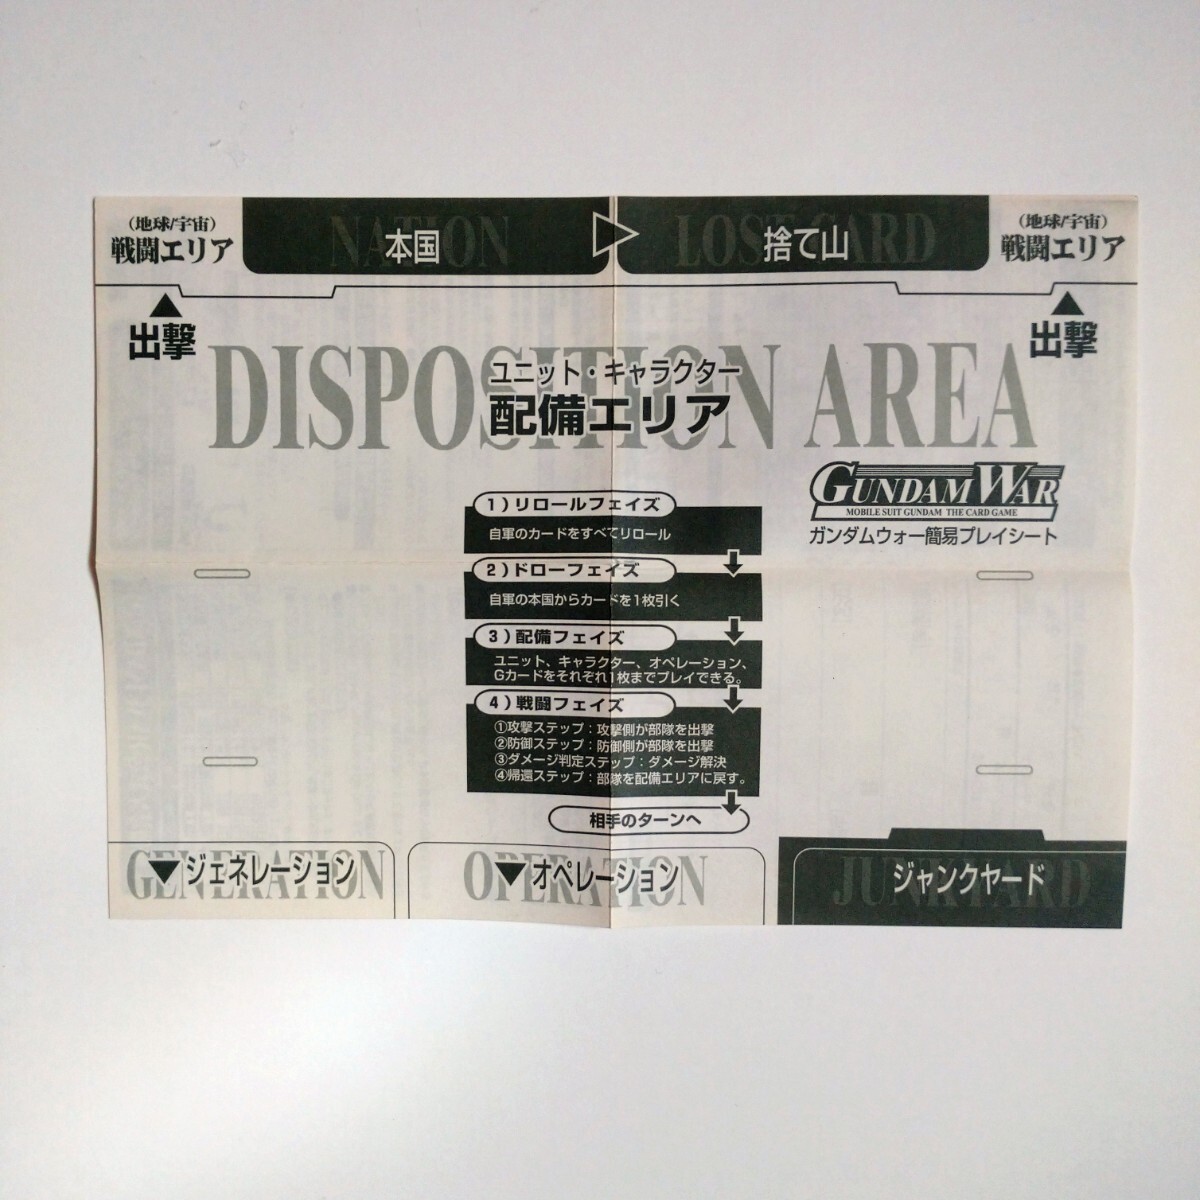 (地球/宇宙)
戦闘エリア
NATION
本国
LOST CARD
捨て山
(地球/宇宙)
戦闘エリア
▲
出撃
▲
出撃
DISPOSITION AREA
ユニット・キャラクター
配備エリア
GUNDAM WAR
MOBILE SUIT GUNDAM THE CARD GAME
ガンダムウォー簡易プレイシート
1)リロールフェイズ
自軍のカードをすべてリロール
2)ドローフェイズ
自軍の本国からカードを1枚引く
3)配備フェイズ
ユニット、キャラクター、オペレーション、
Gカードをそれぞれ1枚までプレイできる。
4)戦闘フェイズ
①攻撃ステップ:攻撃側が部隊を出撃
②防御ステップ:防御側が部隊を出撃
③ダメージ判定ステップ:ダメージ解決
④帰還ステップ:部隊を配備エリアに戻す。
相手のターンへ
GENERATION
▼ジェネレーション
OPERATION
▼オペレーション
JUNK YARD
ジャンクヤード